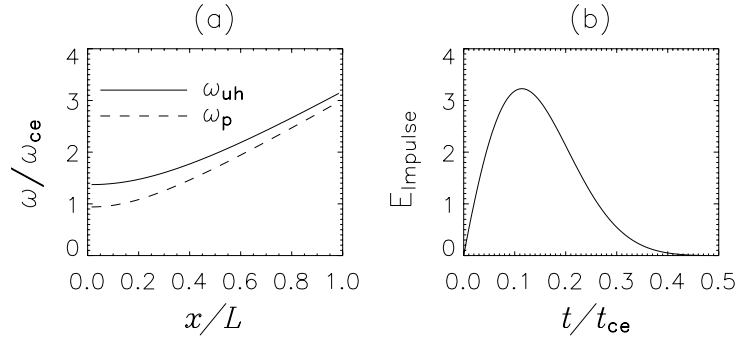 (a)
ω/ω_ce
4
3
2
1
0
ω_uh
ω_p
0.0 0.2 0.4 0.6 0.8 1.0
x/L
(b)
E_Impulse
4
3
2
1
0
0.0 0.1 0.2 0.3 0.4 0.5
t/t_ce